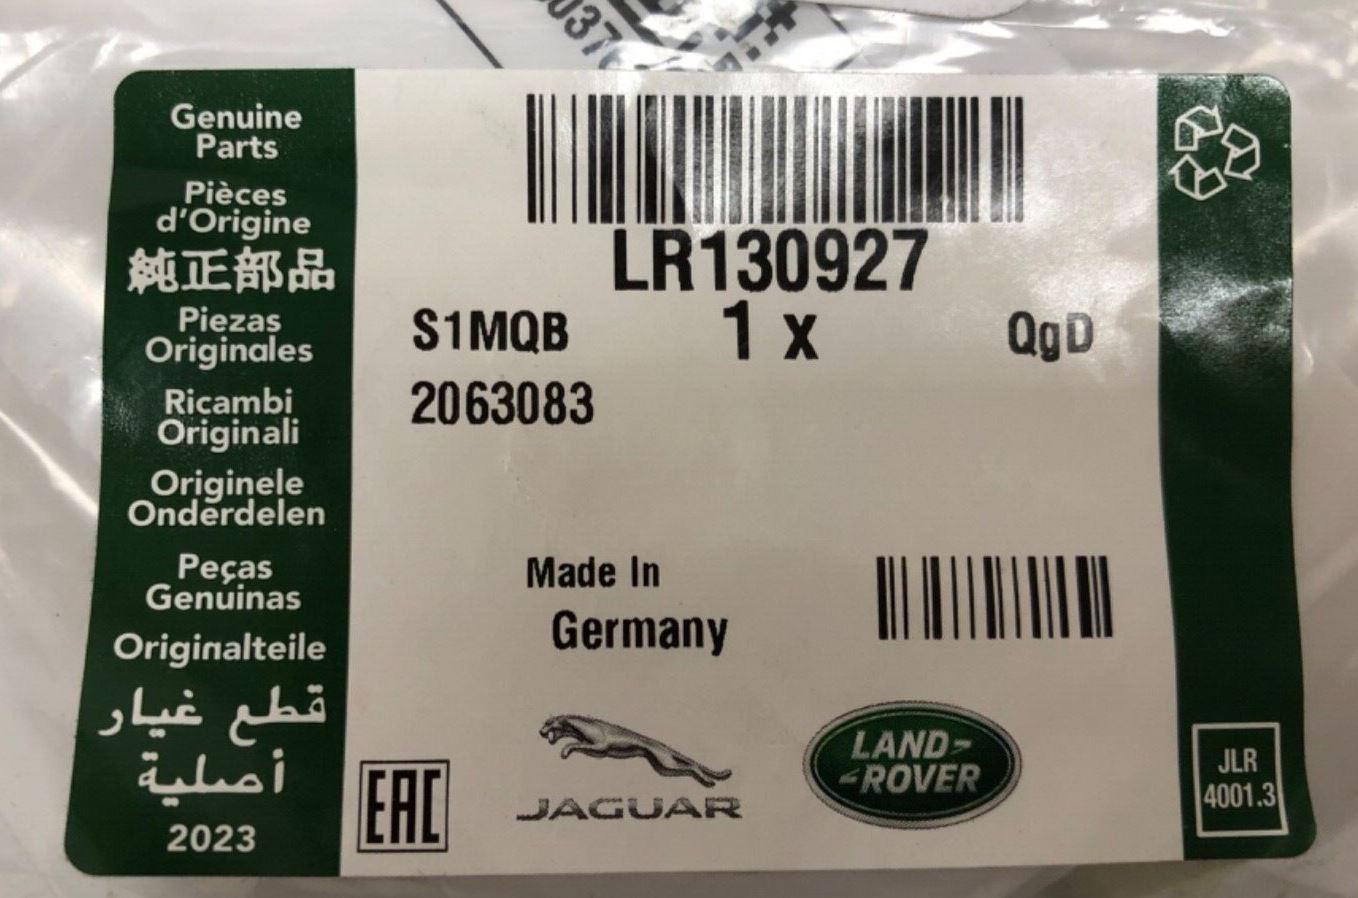 Genuine
Parts
Pièces
d'Origine
純正部品
Piezas
Originales
Ricambi
Originali
Originele
Onderdelen
Peças
Genuinas
Originalteile
قطع غيار
أصلية
2023
LR130927
S1MQB 1 x QgD
2063083
Made In
Germany
EAC
JAGUAR
LAND-
-ROVER
JLR
4001.3